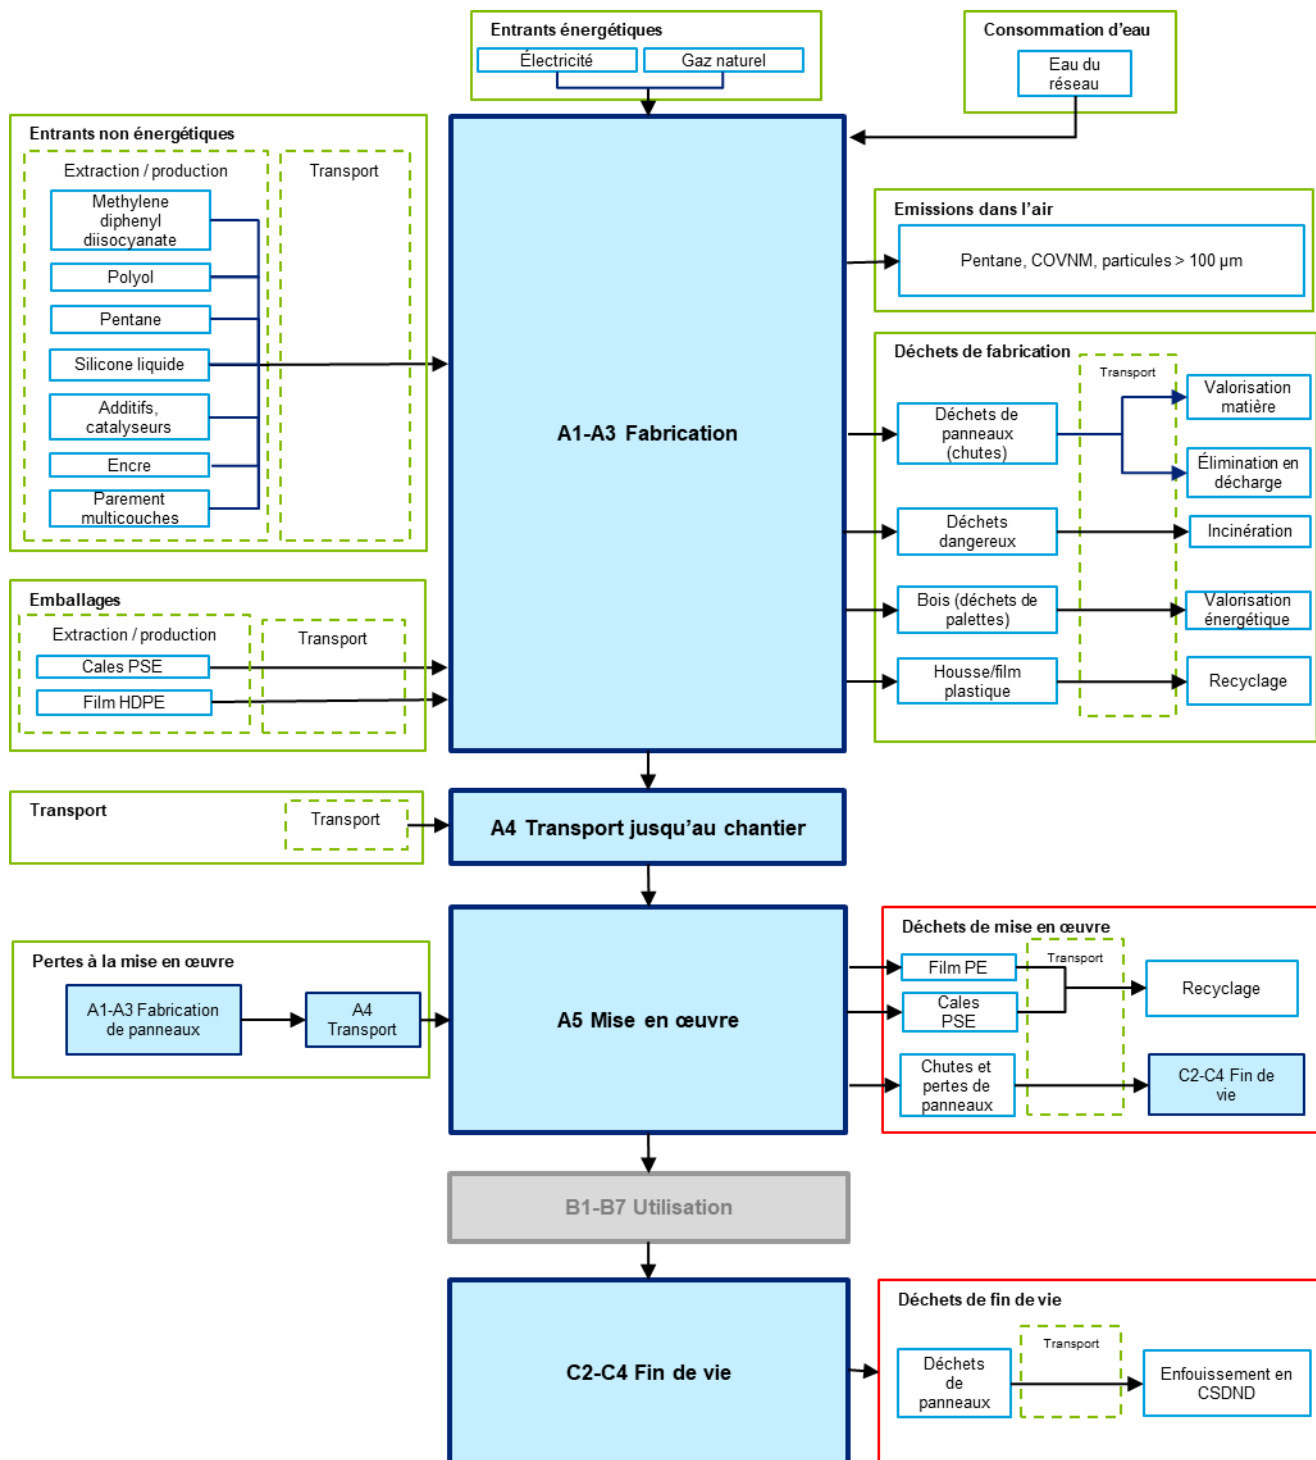 Entrants énergétiques
Électricité
Gaz naturel
Consommation d'eau
Eau du
réseau
Entrants non énergétiques
Extraction / production
Transport
Methylene
diphenyl
diisocyanate
Polyol
Pentane
Silicone liquide
Additifs,
catalyseurs
Encre
Parement
multicouches
Emballages
Extraction / production
Transport
Cales PSE
Film HDPE
A1-A3 Fabrication
Emissions dans l'air
Pentane, COVNM, particules > 100 µm
Déchets de fabrication
Transport
Déchets de
panneaux
(chutes)
Valorisation
matière
Élimination en
décharge
Déchets
dangereux
Incinération
Bois (déchets de
palettes)
Valorisation
énergétique
Housse/film
plastique
Recyclage
Transport
Transport
A4 Transport jusqu'au chantier
Pertes à la mise en œuvre
A1-A3 Fabrication
de panneaux
A4
Transport
A5 Mise en œuvre
Déchets de mise en œuvre
Transport
Film PE
Cales
PSE
Recyclage
Chutes et
pertes de
panneaux
C2-C4 Fin de
vie
B1-B7 Utilisation
C2-C4 Fin de vie
Déchets de fin de vie
Transport
Déchets
de
panneaux
Enfouissement en
CSDND